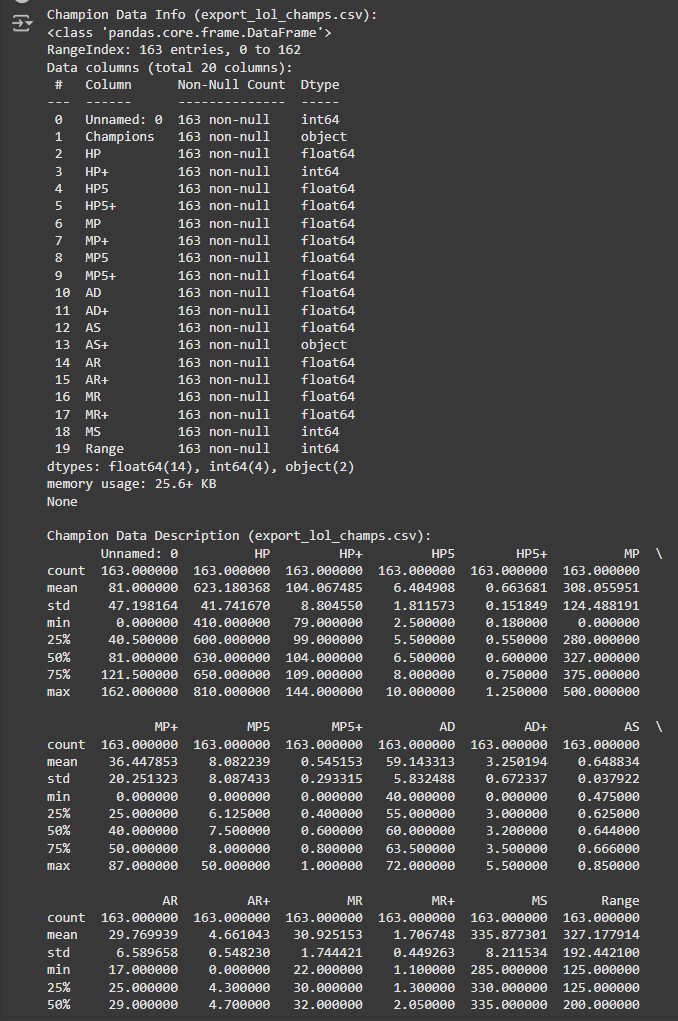 Champion Data Info (export_lol_champs.csv):
<class 'pandas.core.frame.DataFrame'>
RangeIndex: 163 entries, 0 to 162
Data columns (total 20 columns):
 #   Column      Non-Null Count  Dtype
---  ------      --------------  -----
 0   Unnamed: 0  163 non-null    int64
 1   Champions   163 non-null    object
 2   HP          163 non-null    float64
 3   HP+         163 non-null    int64
 4   HP5         163 non-null    float64
 5   HP5+        163 non-null    float64
 6   MP          163 non-null    float64
 7   MP+         163 non-null    float64
 8   MP5         163 non-null    float64
 9   MP5+        163 non-null    float64
 10  AD          163 non-null    float64
 11  AD+         163 non-null    float64
 12  AS          163 non-null    float64
 13  AS+         163 non-null    object
 14  AR          163 non-null    float64
 15  AR+         163 non-null    float64
 16  MR          163 non-null    float64
 17  MR+         163 non-null    float64
 18  MS          163 non-null    int64
 19  Range       163 non-null    int64
dtypes: float64(14), int64(4), object(2)
memory usage: 25.6+ KB
None

Champion Data Description (export_lol_champs.csv):
       Unnamed: 0          HP         HP+         HP5        HP5+          MP  \
count  163.000000  163.000000  163.000000  163.000000  163.000000  163.000000
mean    81.000000  623.180368  104.067485    6.404908    0.663681  308.055951
std     47.198164   41.741670    8.804550    1.811573    0.151849  124.488191
min      0.000000  410.000000   79.000000    2.500000    0.180000    0.000000
25%     40.500000  600.000000   99.000000    5.500000    0.550000  280.000000
50%     81.000000  630.000000  104.000000    6.500000    0.600000  327.000000
75%    121.500000  650.000000  109.000000    8.000000    0.750000  375.000000
max    162.000000  810.000000  144.000000   10.000000    1.250000  500.000000

              MP+         MP5        MP5+          AD         AD+          AS  \
count  163.000000  163.000000  163.000000  163.000000  163.000000  163.000000
mean    36.447853    8.082239    0.545153   59.143313    3.250194    0.648834
std     20.251323    8.087433    0.293315    5.832488    0.672337    0.037922
min      0.000000    0.000000    0.000000   40.000000    0.000000    0.475000
25%     25.000000    6.125000    0.400000   55.000000    3.000000    0.625000
50%     40.000000    7.500000    0.600000   60.000000    3.200000    0.644000
75%     50.000000    8.000000    0.800000   63.500000    3.500000    0.666000
max     87.000000   50.000000    1.000000   72.000000    5.500000    0.850000

               AR         AR+          MR         MR+          MS       Range
count  163.000000  163.000000  163.000000  163.000000  163.000000  163.000000
mean    29.769939    4.661043   30.925153    1.706748  335.877301  327.177914
std      6.589658    0.548230    1.744421    0.449263    8.211534  192.442100
min     17.000000    0.000000   22.000000    1.100000  285.000000  125.000000
25%     25.000000    4.300000   30.000000    1.300000  330.000000  125.000000
50%     29.000000    4.700000   32.000000    2.050000  335.000000  200.000000